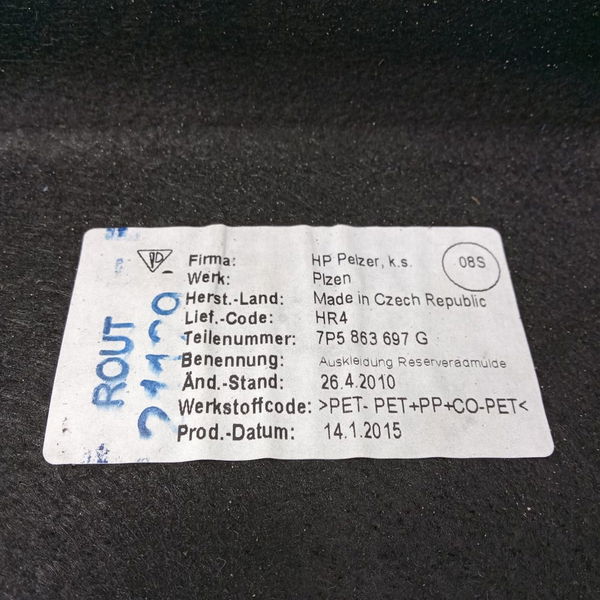 Firma: HP Pelzer, k.s. 08S
Werk: Plzen
Herst.-Land: Made in Czech Republic
Lief.-Code: HR4
Teilenummer: 7P5 863 697 G
Benennung: Auskleidung Reserveradmulde
Änd.-Stand: 26.4.2010
Werkstoffcode: >PET- PET+PP+CO-PET<
Prod.-Datum: 14.1.2015
ROUT